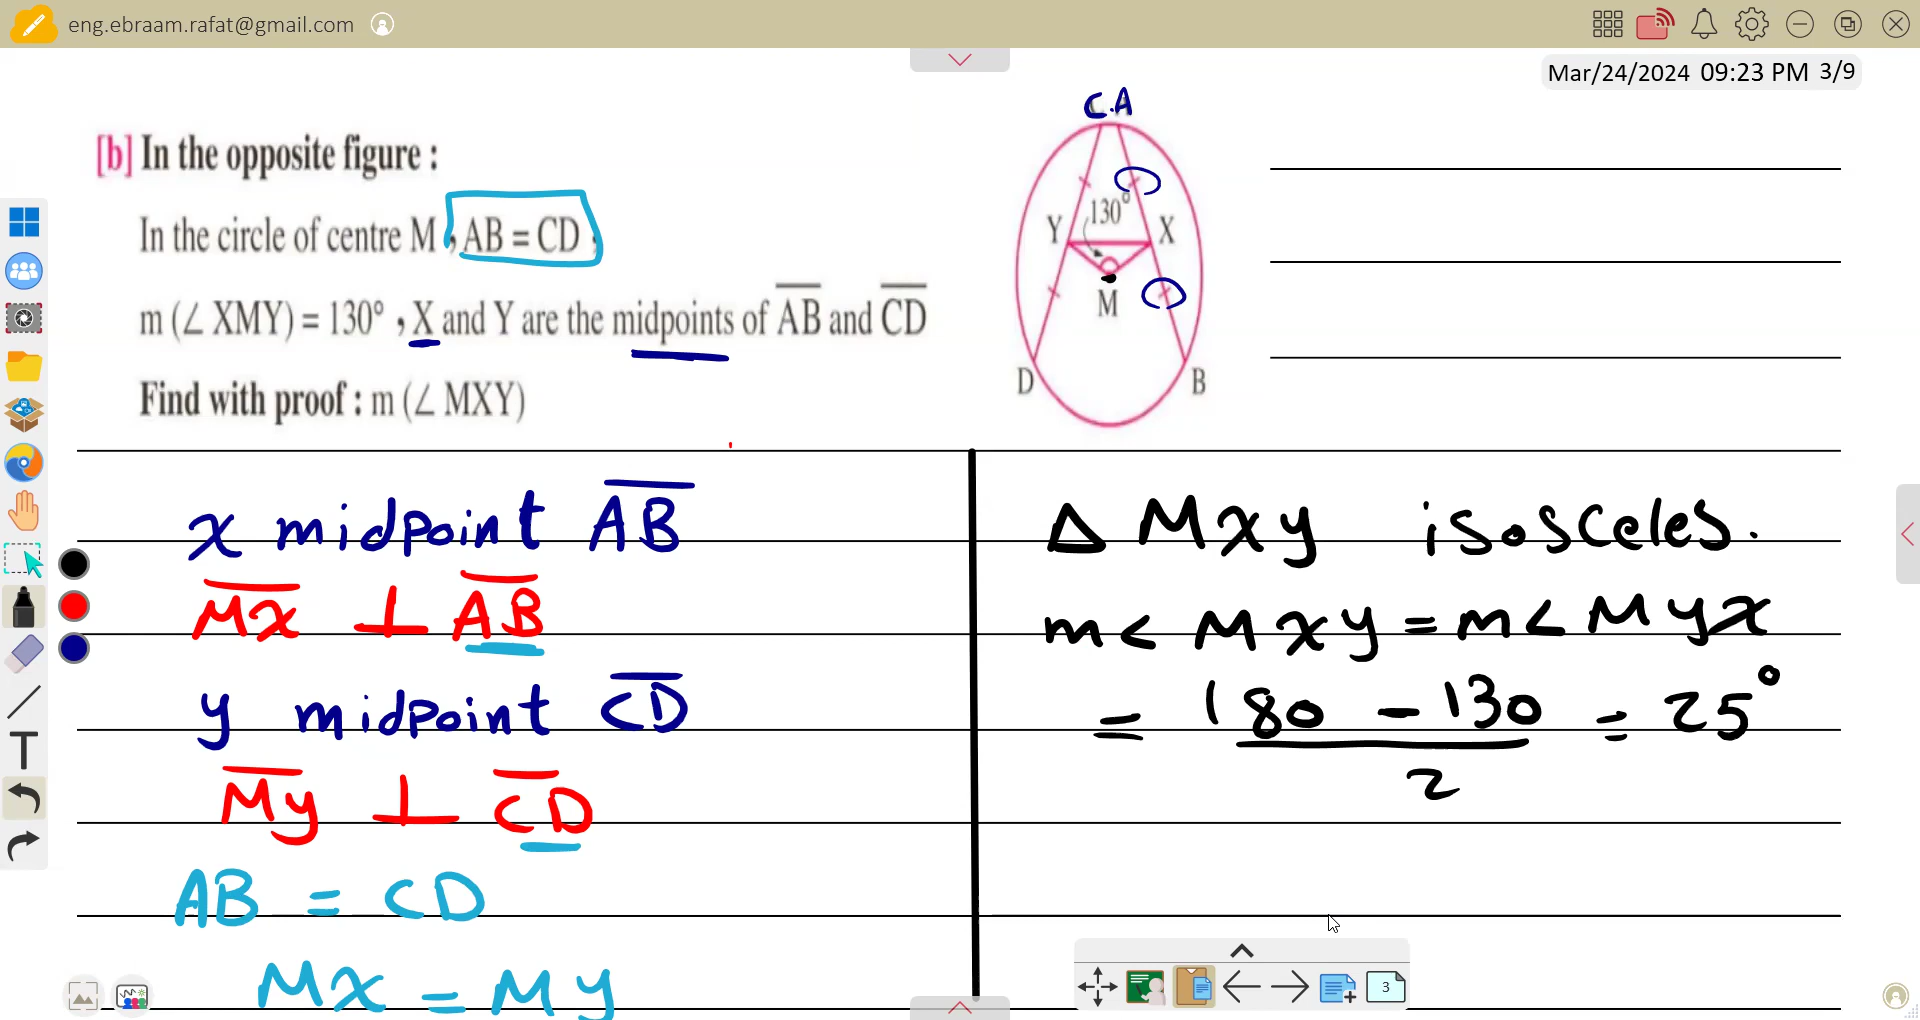 eng.ebraam.rafat@gmail.com
Mar/24/2024 09:23 PM 3/9
[b] In the opposite figure :
In the circle of centre M , AB = CD ,
m (∠ XMY) = 130° , X and Y are the midpoints of AB and CD
Find with proof : m (∠ MXY)
C.A
130°
Y X
M
D B
x midpoint AB
Mx ⊥ AB
y midpoint CD
My ⊥ CD
AB = CD
Mx = My
Δ Mxy isosceles.
m< Mxy = m< Myx
= 180 - 130 = 25°
2
T
3